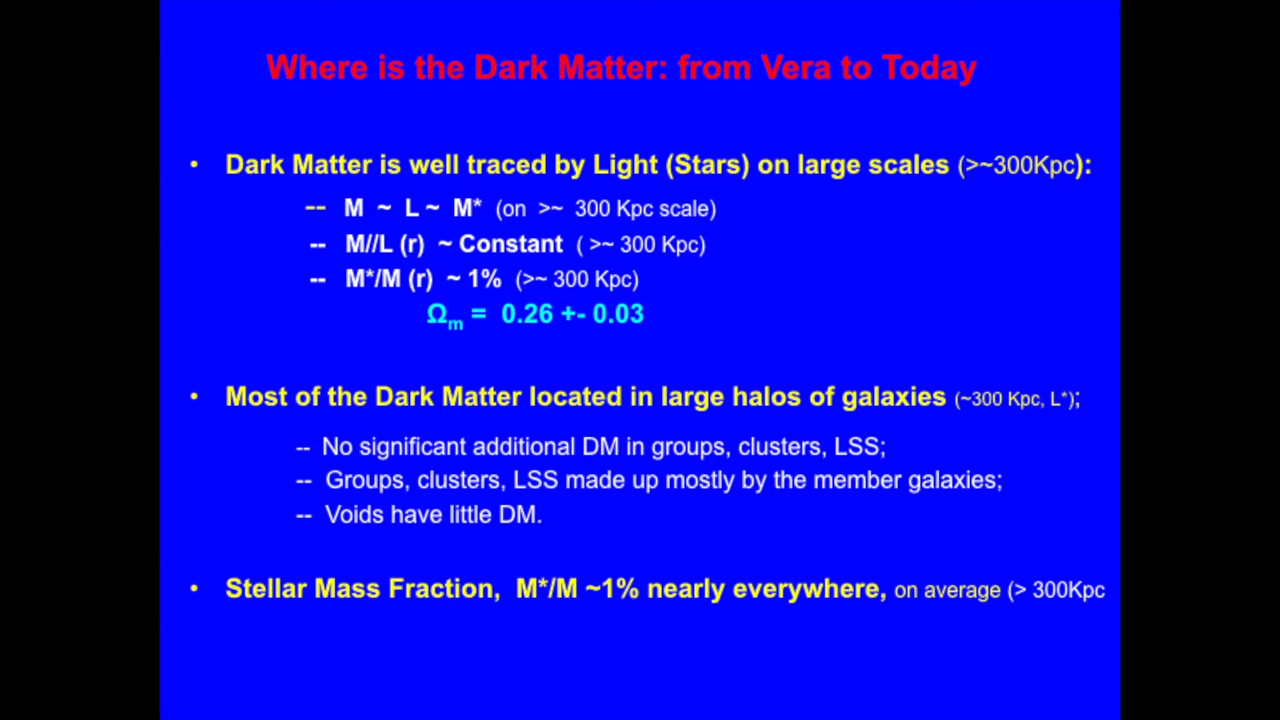 Where is the Dark Matter: from Vera to Today
• Dark Matter is well traced by Light (Stars) on large scales (>~300Kpc):
-- M ~ L ~ M* (on >~ 300 Kpc scale)
-- M//L (r) ~ Constant ( >~ 300 Kpc)
-- M*/M (r) ~ 1% (>~ 300 Kpc)
Ωm = 0.26 +- 0.03
• Most of the Dark Matter located in large halos of galaxies (~300 Kpc, L*);
-- No significant additional DM in groups, clusters, LSS;
-- Groups, clusters, LSS made up mostly by the member galaxies;
-- Voids have little DM.
• Stellar Mass Fraction, M*/M ~1% nearly everywhere, on average (> 300Kpc